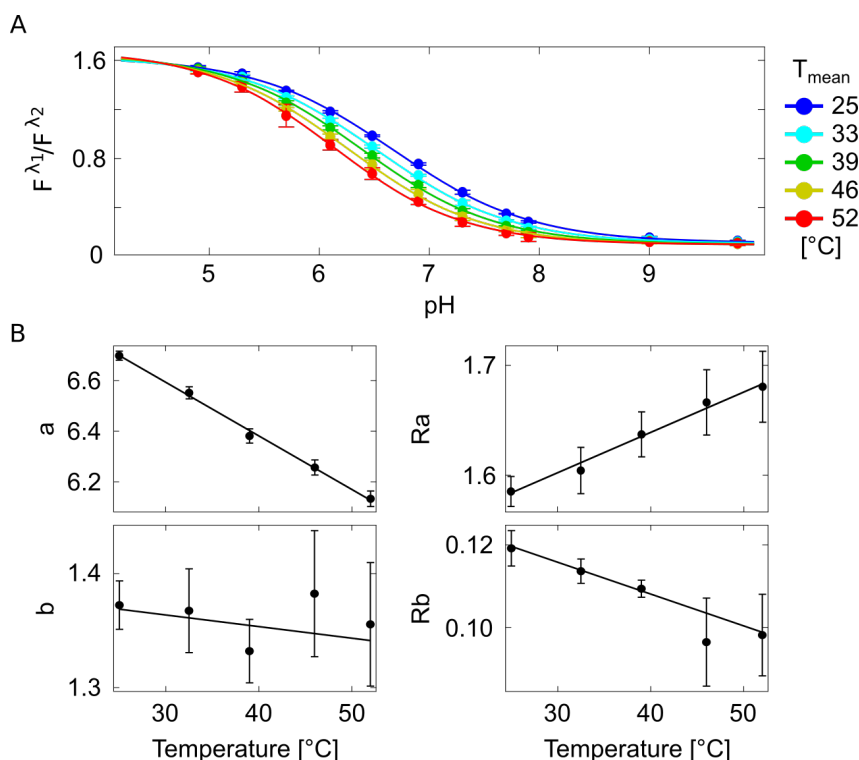 A
F^λ1/F^λ2
1.6
0.8
0
5 6 7 8 9
pH
T_mean
25
33
39
46
52
[°C]
B
a
6.6
6.4
6.2
Ra
1.7
1.6
b
1.4
1.3
30 40 50
Temperature [°C]
Rb
0.12
0.10
30 40 50
Temperature [°C]